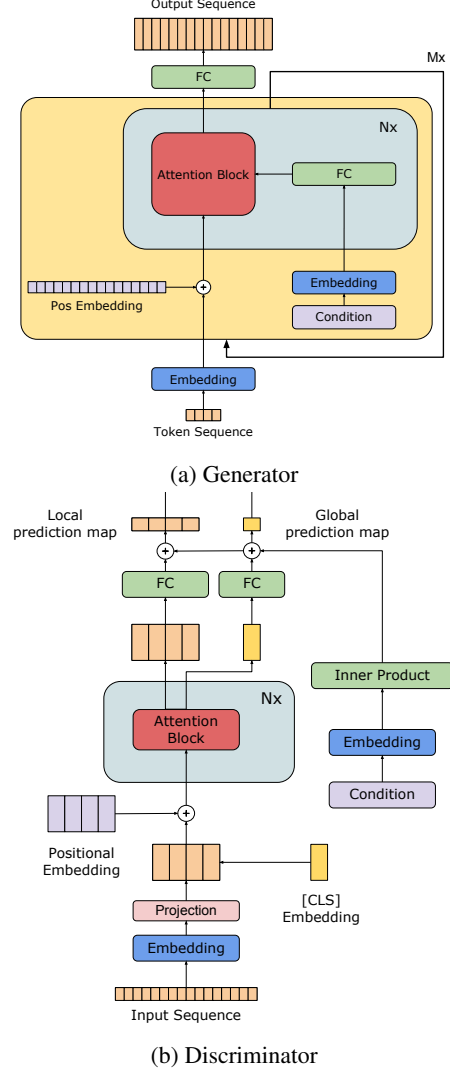 Output Sequence
FC
Mx
Nx
Attention Block
FC
Embedding
Condition
Pos Embedding
Embedding
Token Sequence
(a) Generator
Local
prediction map
Global
prediction map
FC
FC
Nx
Attention
Block
Inner Product
Embedding
Condition
Positional
Embedding
[CLS]
Embedding
Projection
Embedding
Input Sequence
(b) Discriminator